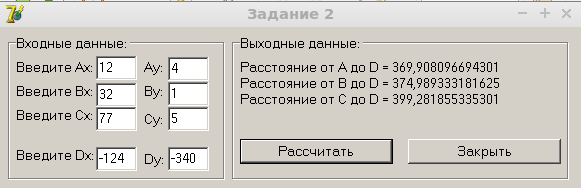 Задание 2
Входные данные:
Введите Ax: 12 Ay: 4
Введите Bx: 32 By: 1
Введите Cx: 77 Cy: 5
Введите Dx: -124 Dy: -340
Выходные данные:
Расстояние от A до D = 369,908096694301
Расстояние от B до D = 374,989333181625
Расстояние от C до D = 399,281855335301
Рассчитать Закрыть